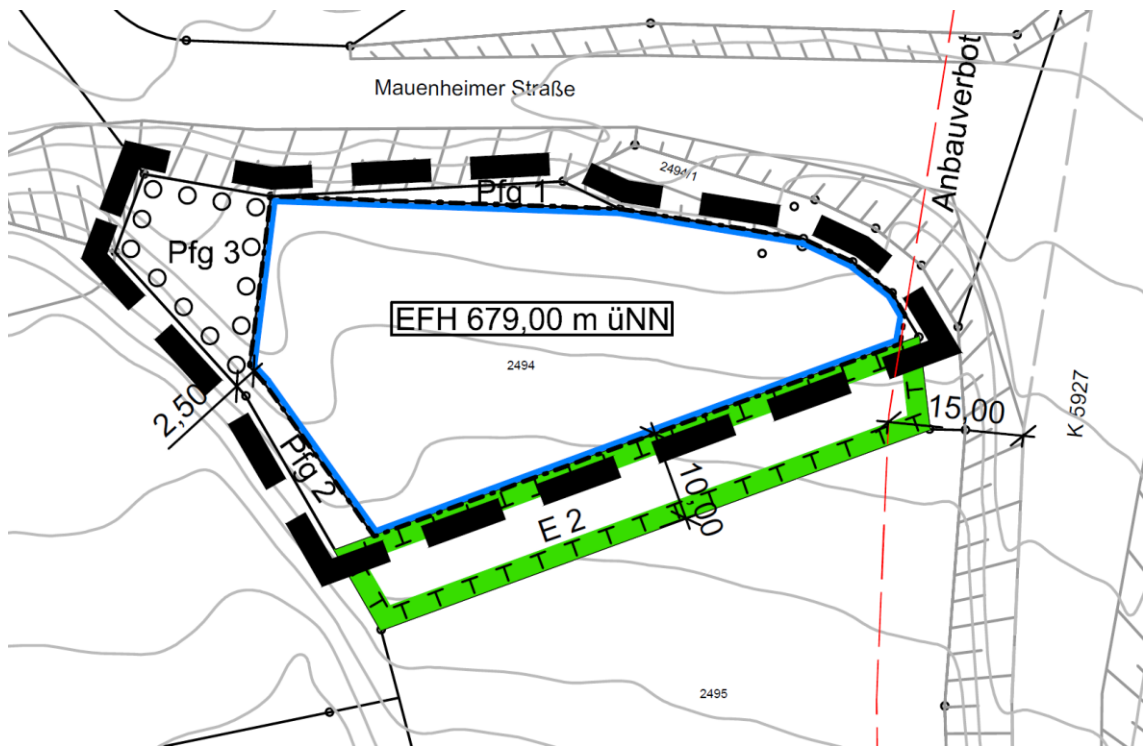 Mauenheimer Straße
Anbauverbot
2494/1
Pfg 1
Pfg 3
EFH 679,00 m üNN
2494
2,50
Pfg 2
15,00
K 5927
10,00
E 2
2495